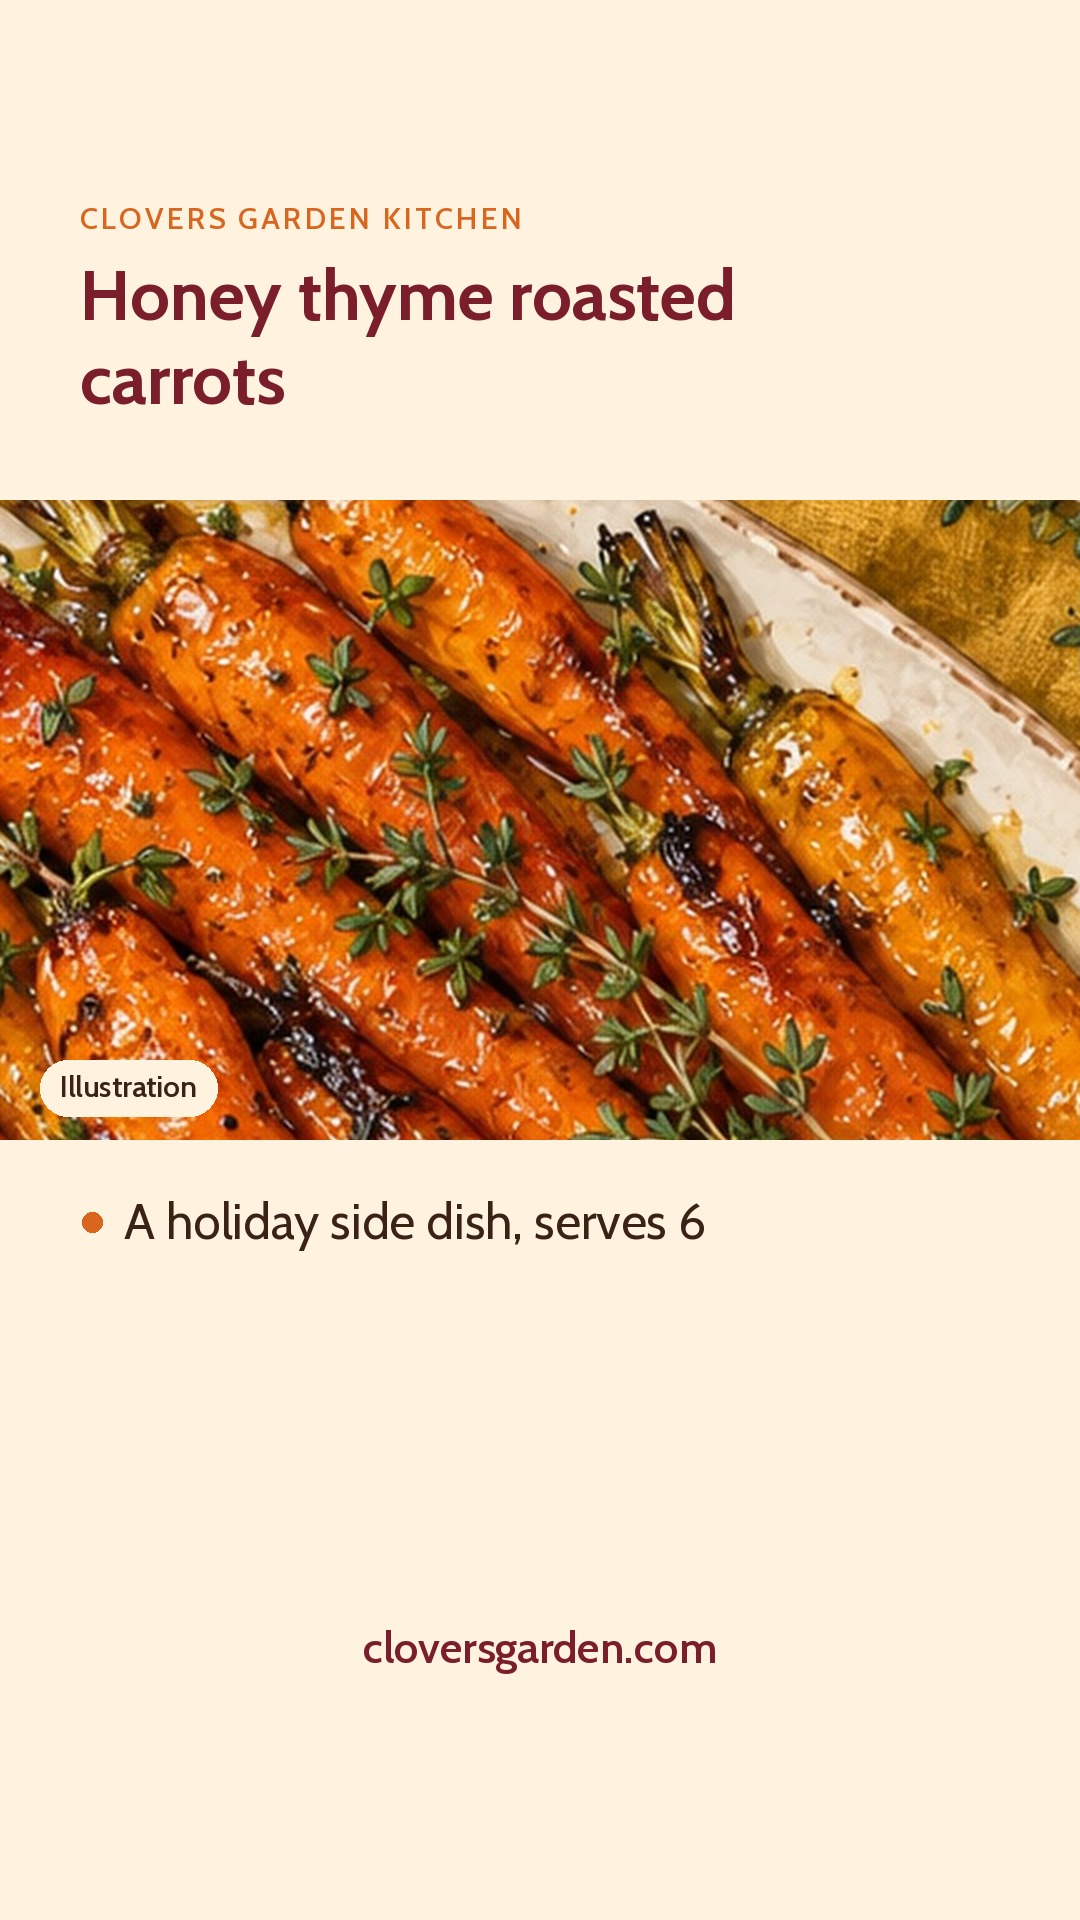 CLOVERS GARDEN KITCHEN
Honey thyme roasted
carrots
Illustration
A holiday side dish, serves 6
cloversgarden.com